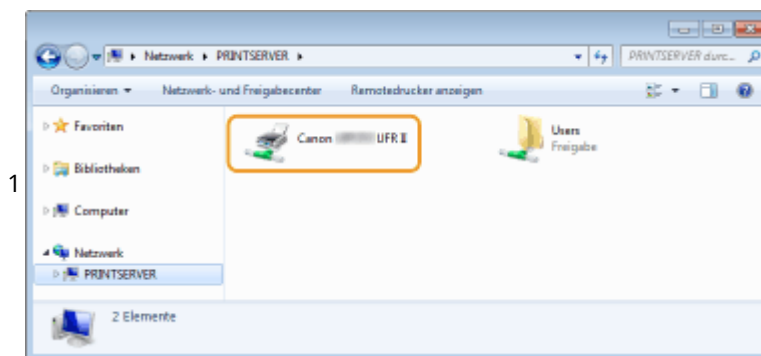 Netzwerk PRINTSERVER
PRINTSERVER durc...
Organisieren Netzwerk- und Freigabecenter Remotedrucker anzeigen
Favoriten
Canon UFR II
Users
Freigabe
Bibliotheken
1
Computer
Netzwerk
PRINTSERVER
2 Elemente